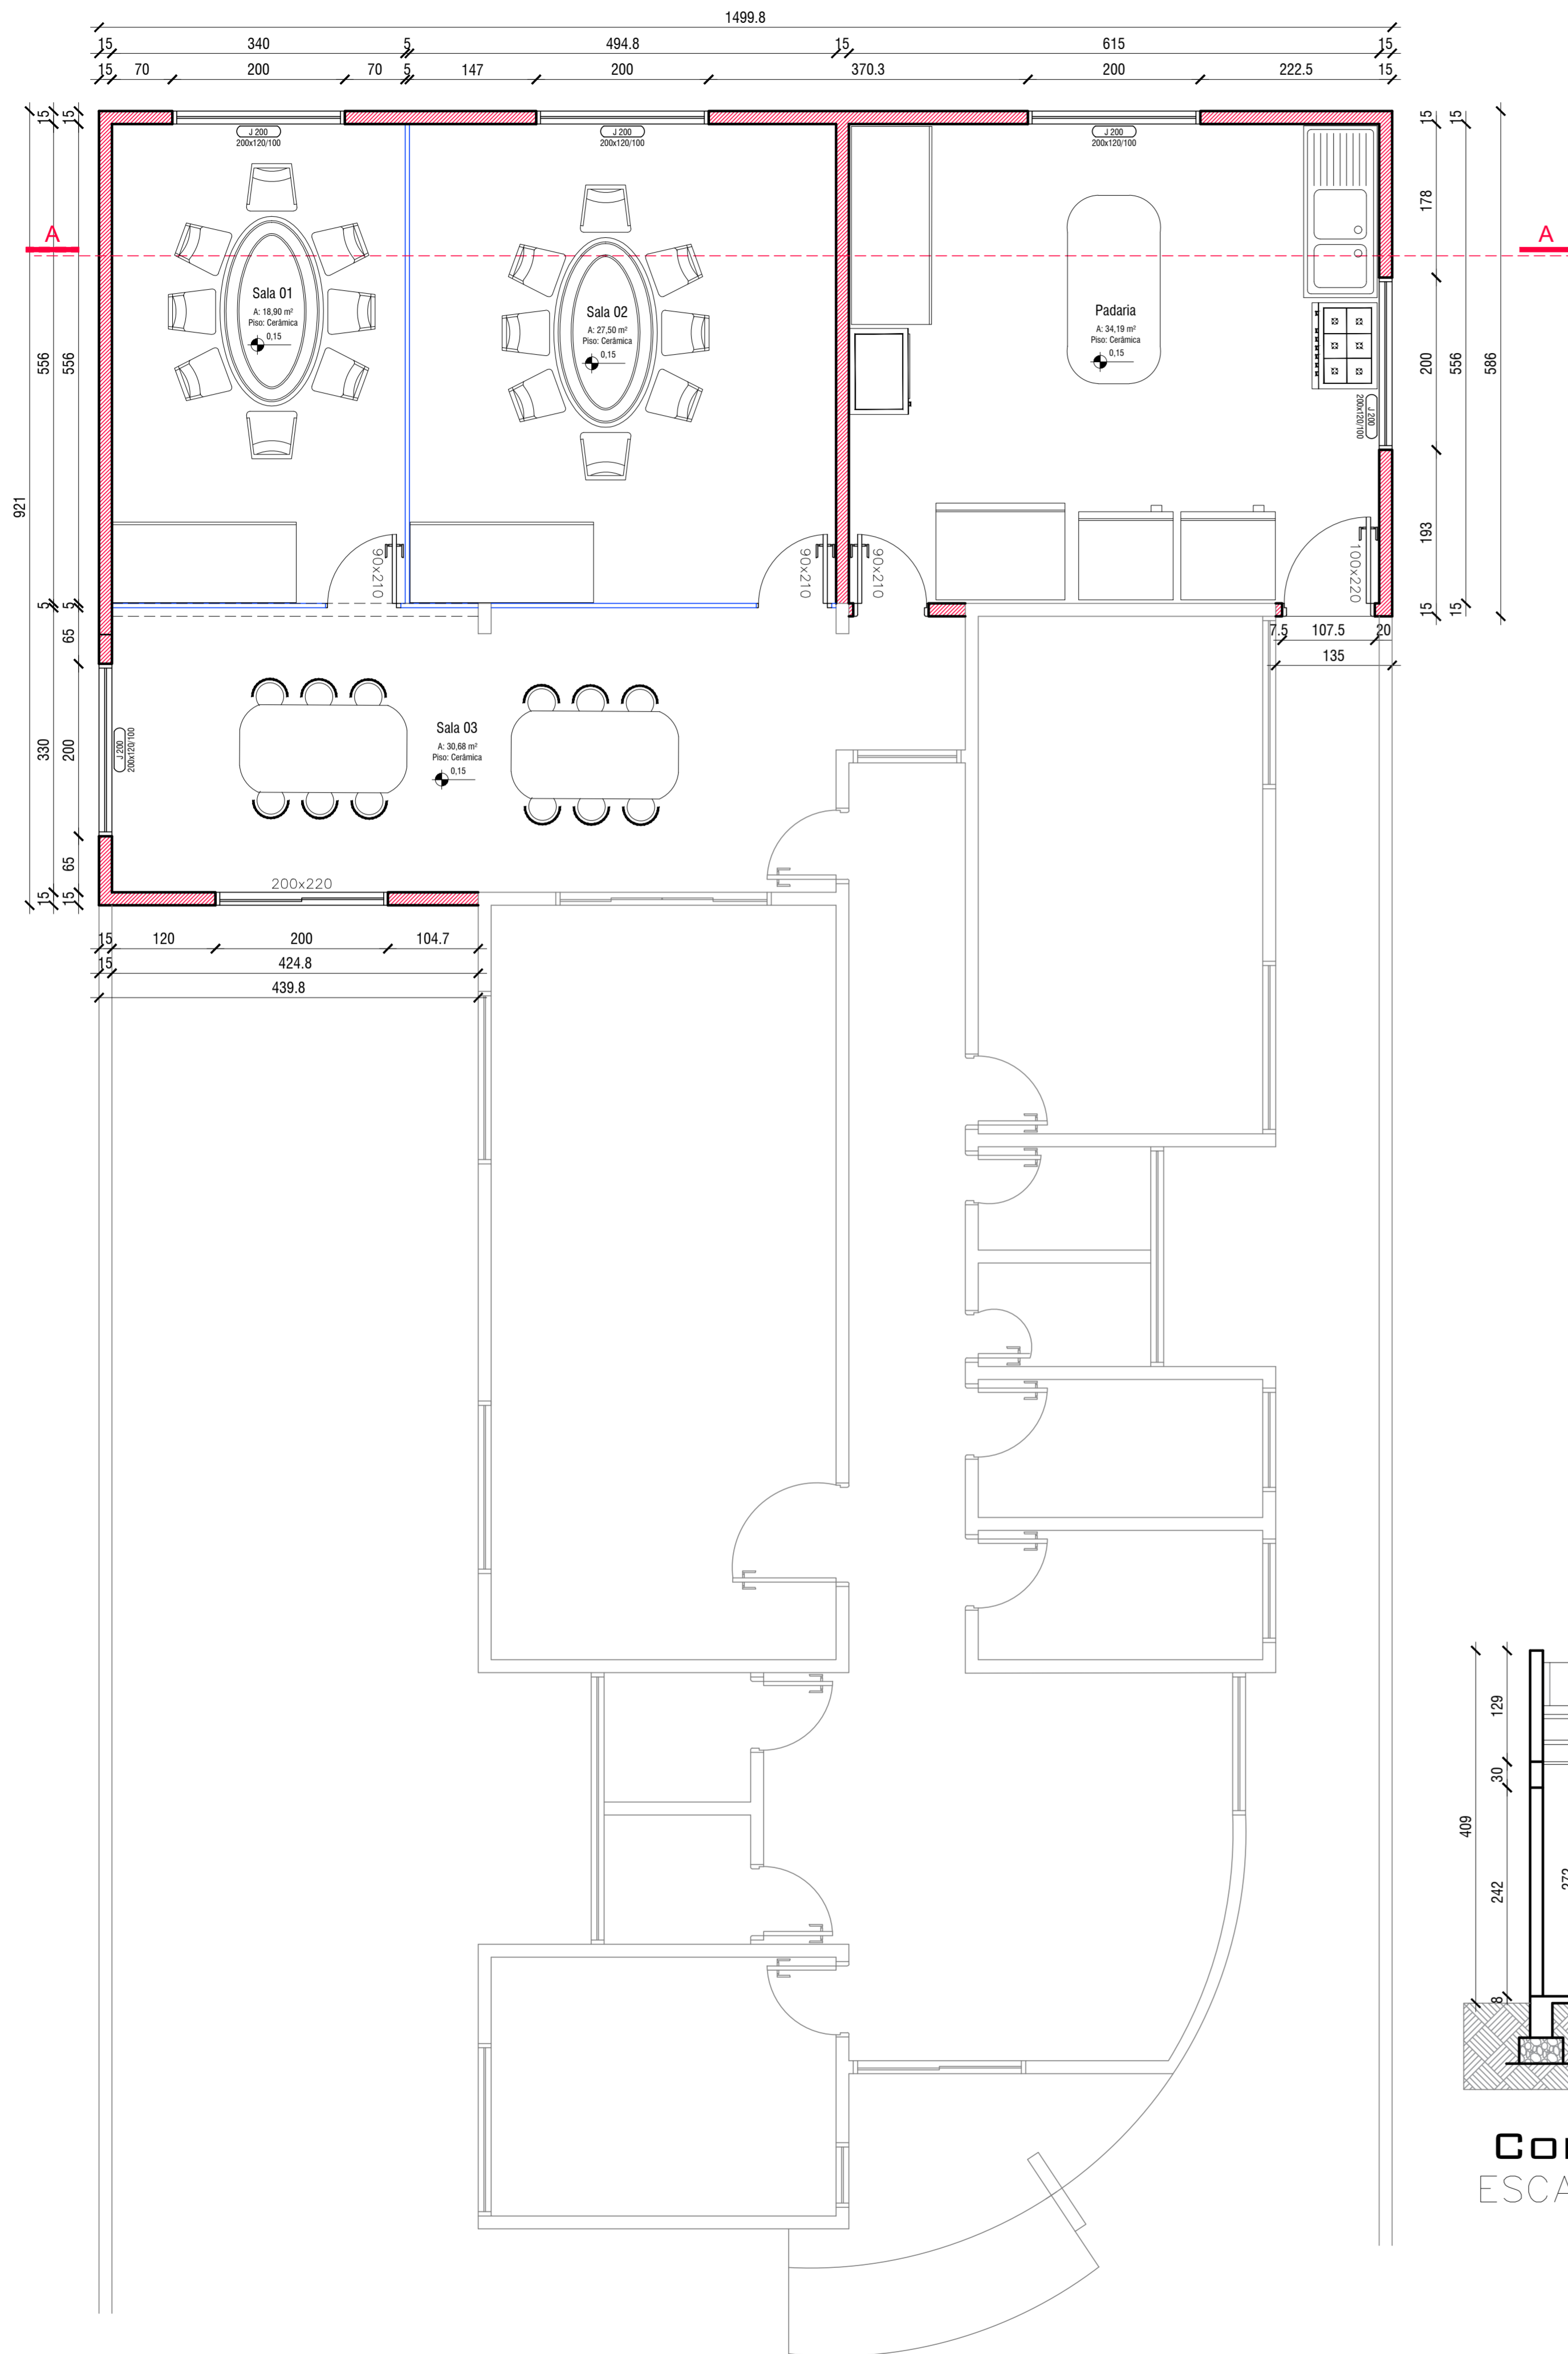 1499.8
15 340 5 494.8 15 615 15
15 70 200 70 5 147 200 370.3 200 222.5 15
J 200
200x120/100
J 200
200x120/100
J 200
200x120/100
A
A
Sala 01
A: 18,90 m²
Piso: Cerâmica
0,15
Sala 02
A: 27,50 m²
Piso: Cerâmica
0,15
Padaria
A: 34,19 m²
Piso: Cerâmica
0,15
J 200
200x120/100
15
178
200
193
15
15
556
15
586
921
15
556
5
330
15
15
556
5
65
200
65
15
90x210
90x210
90x210
100x220
7.5 107.5 20
135
Sala 03
A: 30,68 m²
Piso: Cerâmica
0,15
J 200
200x120/100
200x220
15 120 200 104.7
15 424.8
439.8
409
129
30
242
8